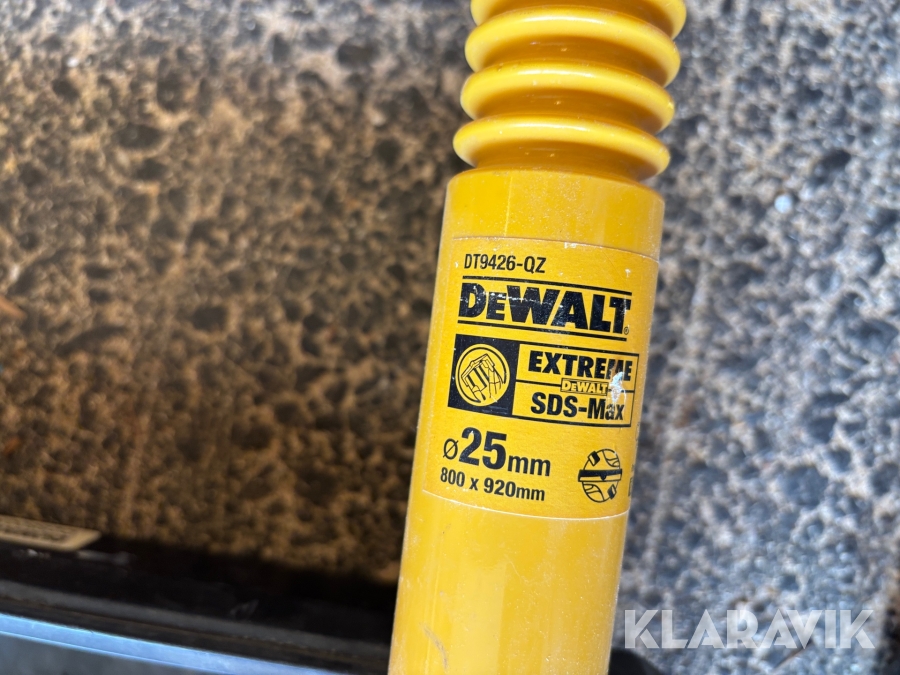 DT9426-QZ
DEWALT®
EXTREME
DEWALT
SDS-Max
ø25mm
800 x 920mm
KLARAVIK